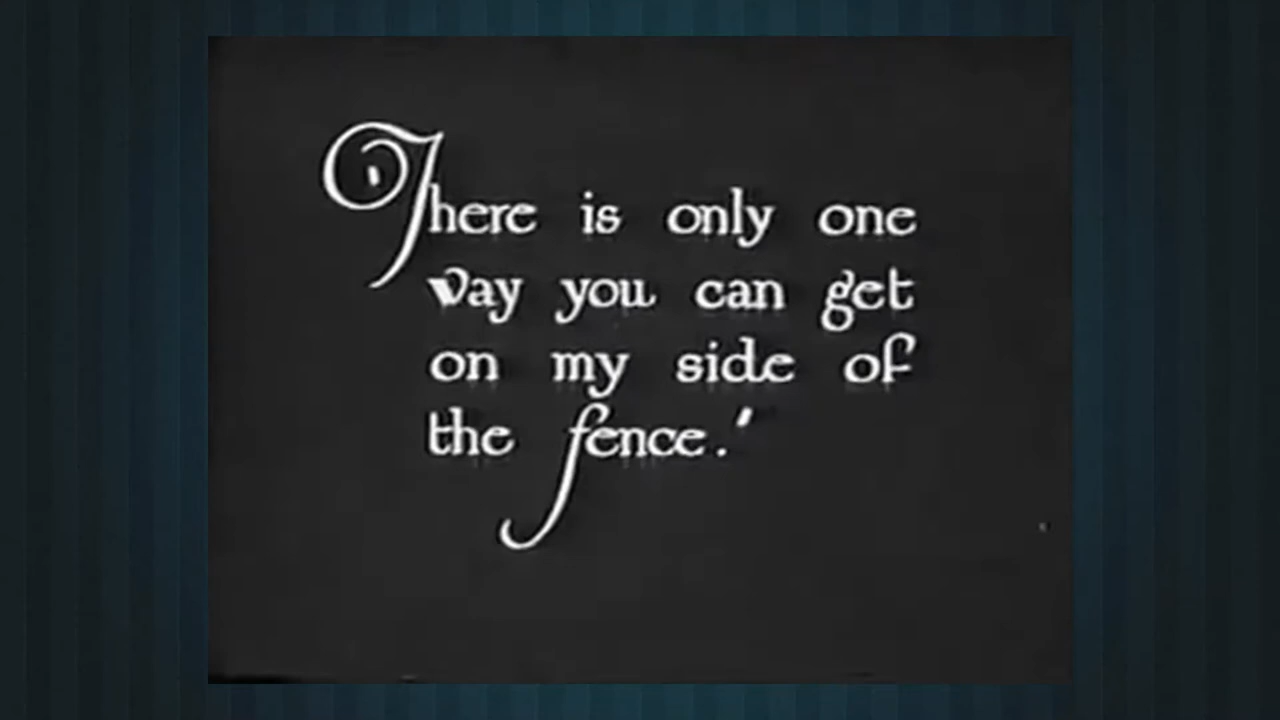 There is only one
way you can get
on my side of
the fence.'